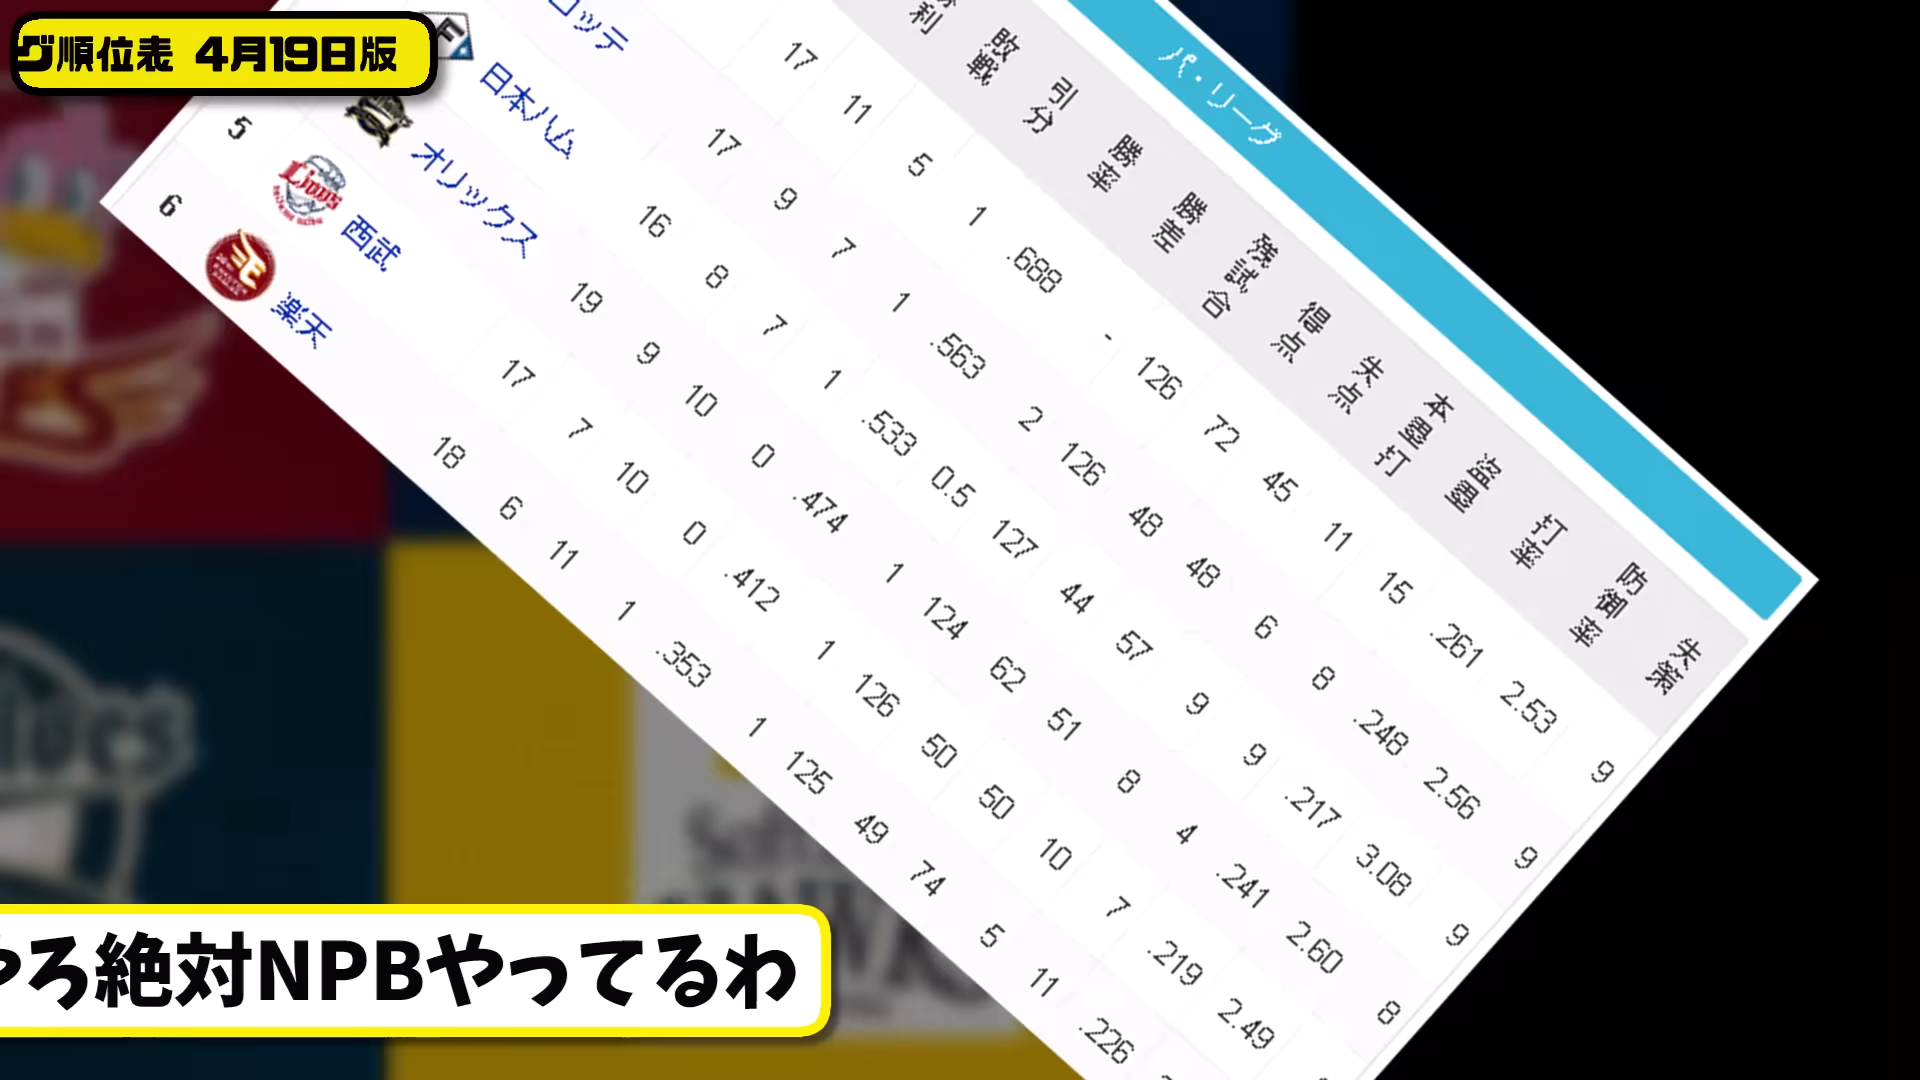 グ順位表 4月19日版
パ・リーグ
勝利 敗戦 引分 勝率 勝差 残試合 得点 失点 本塁打 盗塁 打率 防御率 失策
17 11 5 1 .688 - 126 72 45 11 15 .261 2.53 9
ロッテ 17 9 7 1 .563 2 126 48 48 6 8 .248 2.56 9
日本ハム 16 8 7 1 .533 0.5 127 44 57 9 9 .217 3.08 9
オリックス 19 9 10 0 .474 1 124 62 51 8 4 .241 2.60 8
5 Lions 西武 17 7 10 0 .412 1 126 50 50 10 7 .219 2.49
6 楽天 18 6 11 1 .353 1 125 49 74 5 11 .226
やろ絶対NPBやってるわ